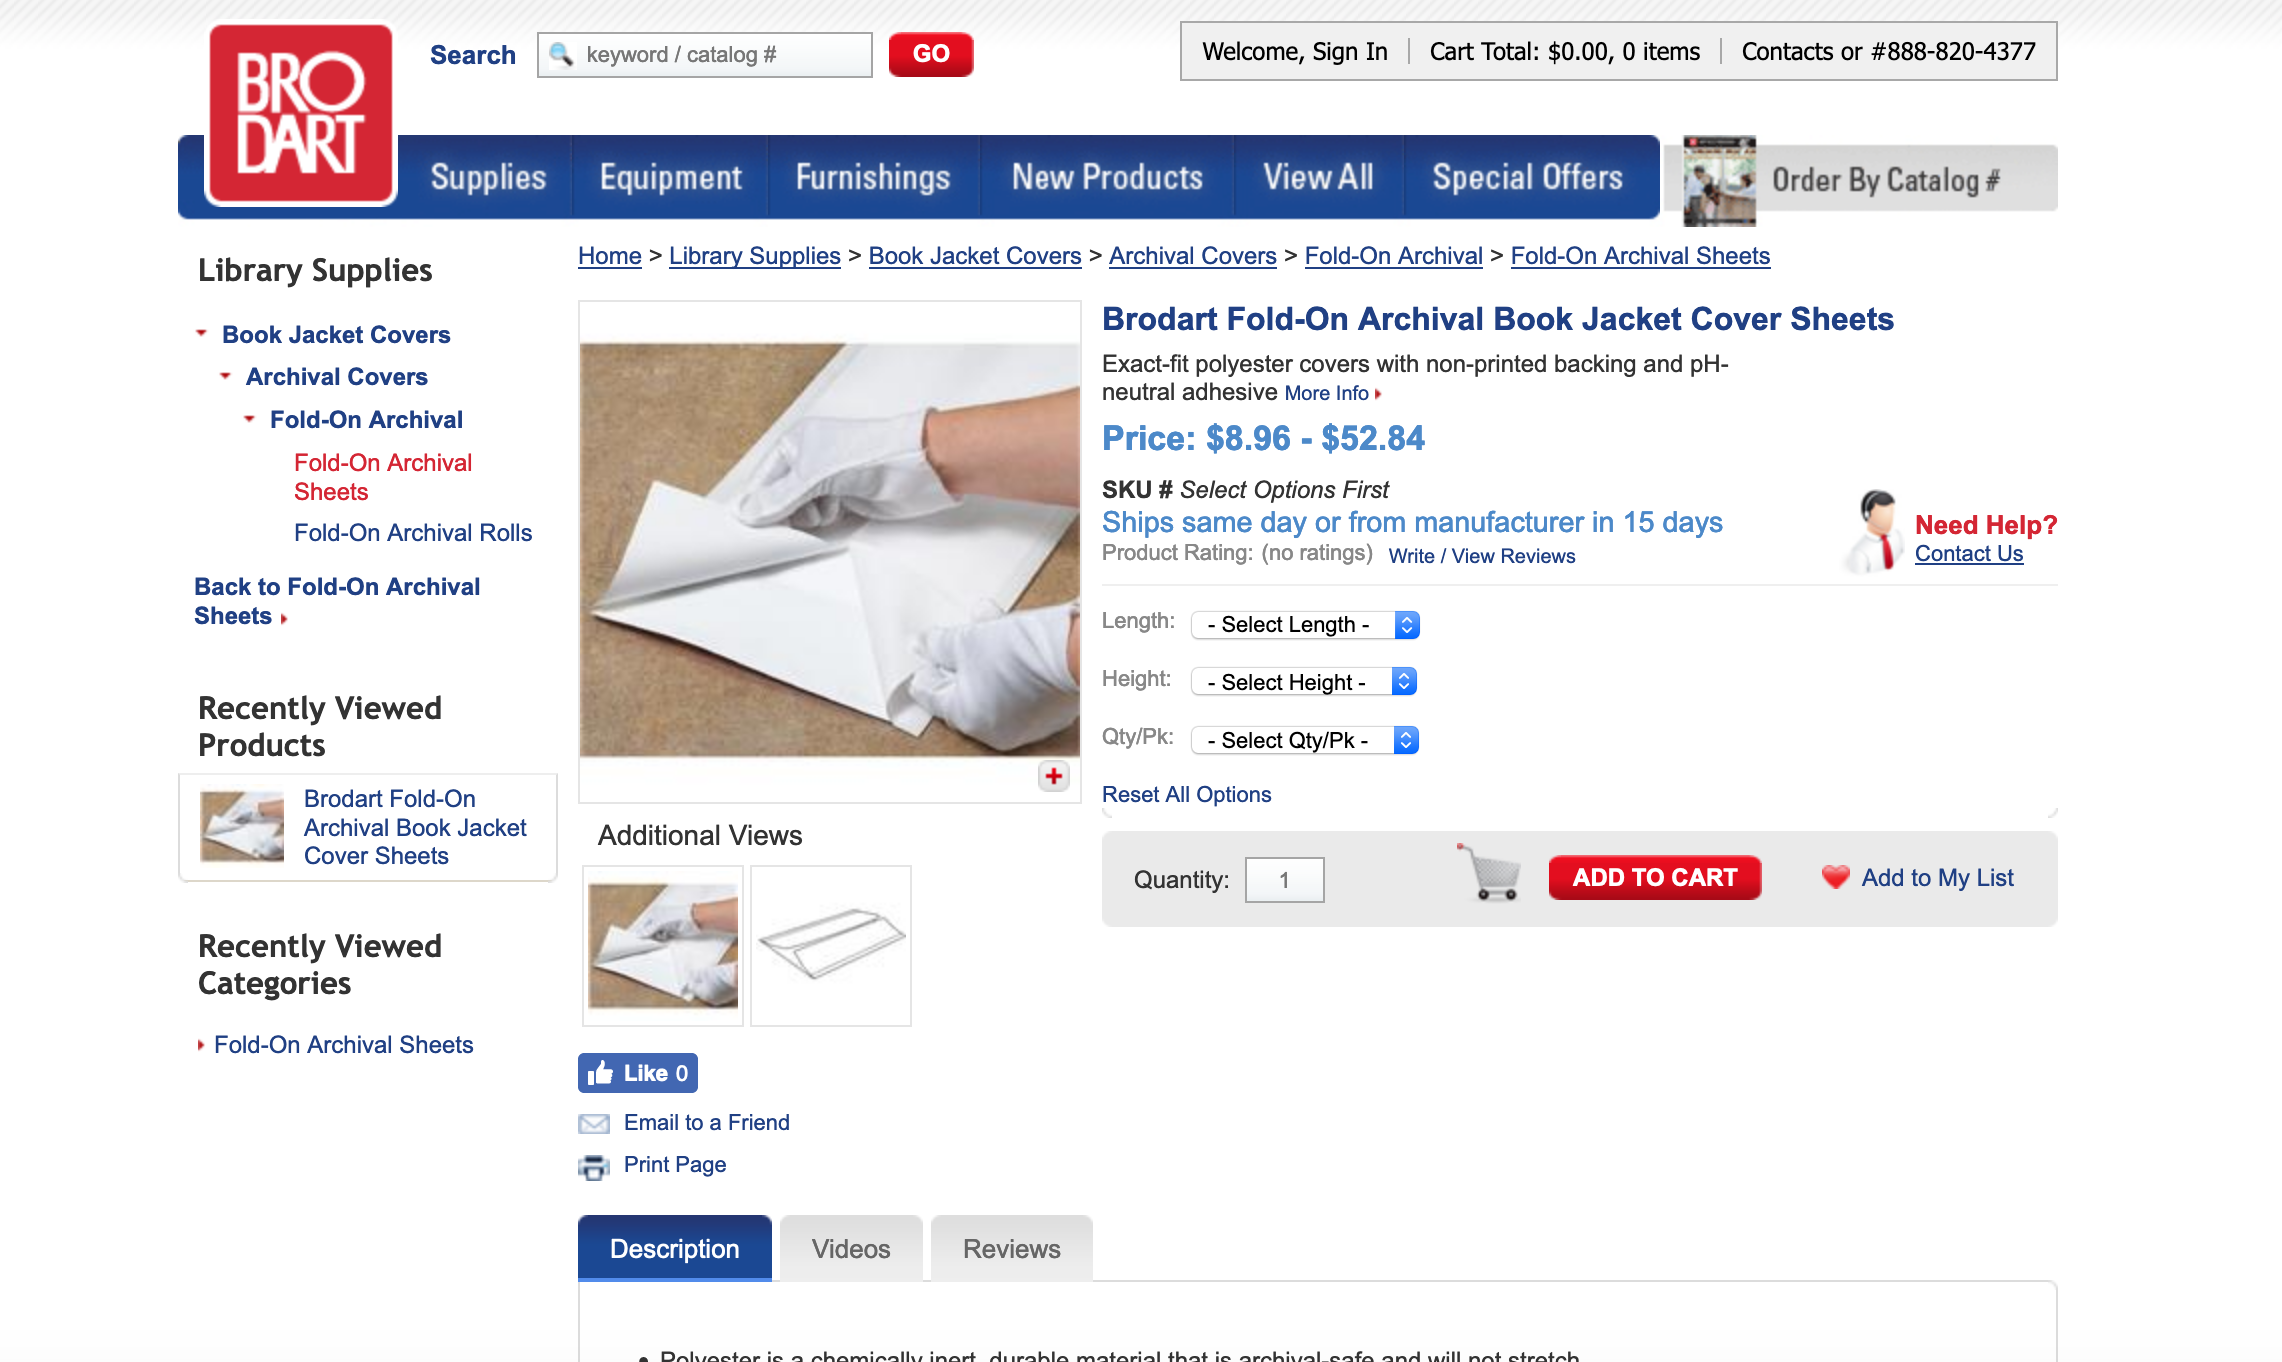 BRO
DART
Search
keyword / catalog #
GO
Welcome, Sign In
Cart Total: $0.00, 0 items
Contacts or #888-820-4377
Supplies
Equipment
Furnishings
New Products
View All
Special Offers
Order By Catalog #
Home > Library Supplies > Book Jacket Covers > Archival Covers > Fold-On Archival > Fold-On Archival Sheets
Library Supplies
Book Jacket Covers
Archival Covers
Fold-On Archival
Fold-On Archival
Sheets
Fold-On Archival Rolls
Back to Fold-On Archival
Sheets
Recently Viewed
Products
Brodart Fold-On
Archival Book Jacket
Cover Sheets
Recently Viewed
Categories
Fold-On Archival Sheets
Additional Views
Like 0
Email to a Friend
Print Page
Brodart Fold-On Archival Book Jacket Cover Sheets
Exact-fit polyester covers with non-printed backing and pH-
neutral adhesive More Info
Price: $8.96 - $52.84
SKU # Select Options First
Ships same day or from manufacturer in 15 days
Product Rating: (no ratings) Write / View Reviews
Need Help?
Contact Us
Length: - Select Length -
Height: - Select Height -
Qty/Pk: - Select Qty/Pk -
Reset All Options
Quantity: 1
ADD TO CART
Add to My List
Description
Videos
Reviews
• Polyester is a chemically inert, durable material that is archival-safe and will not stretch,